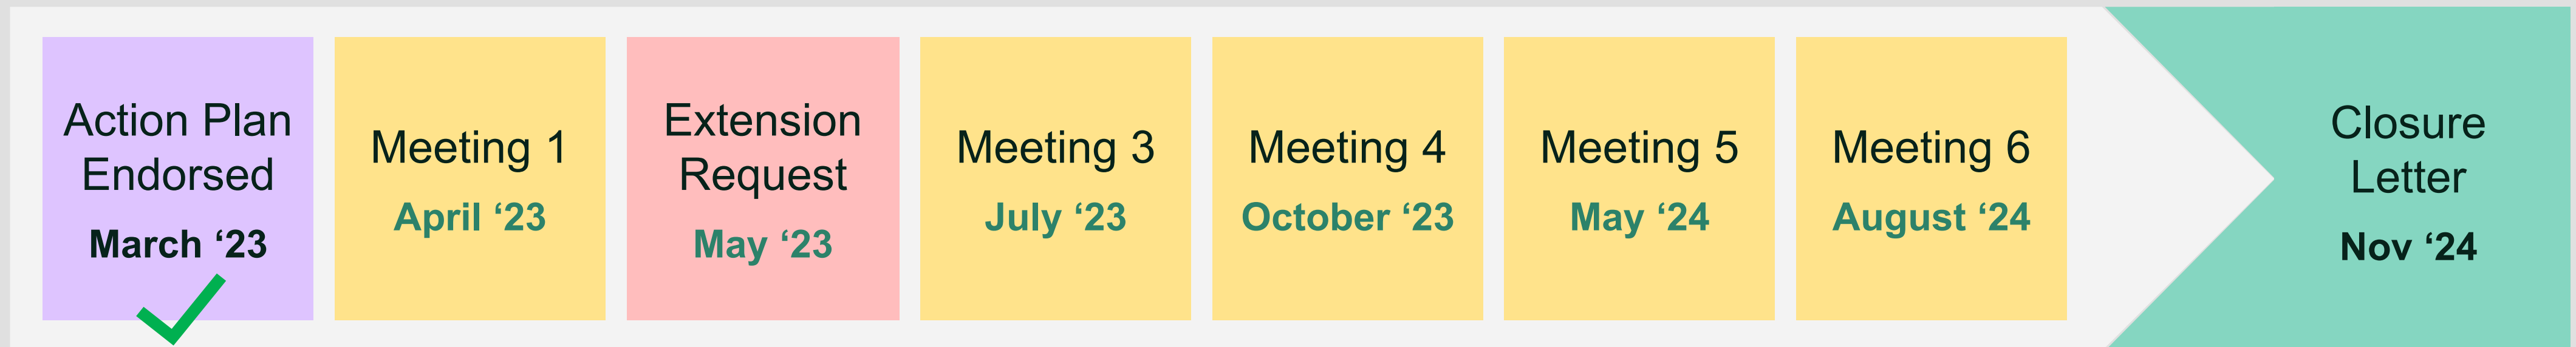 Action Plan
Endorsed
March ‘23
Meeting 1
April ‘23
Extension
Request
May ‘23
Meeting 3
July ‘23
Meeting 4
October ‘23
Meeting 5
May ‘24
Meeting 6
August ‘24
Closure
Letter
Nov ‘24